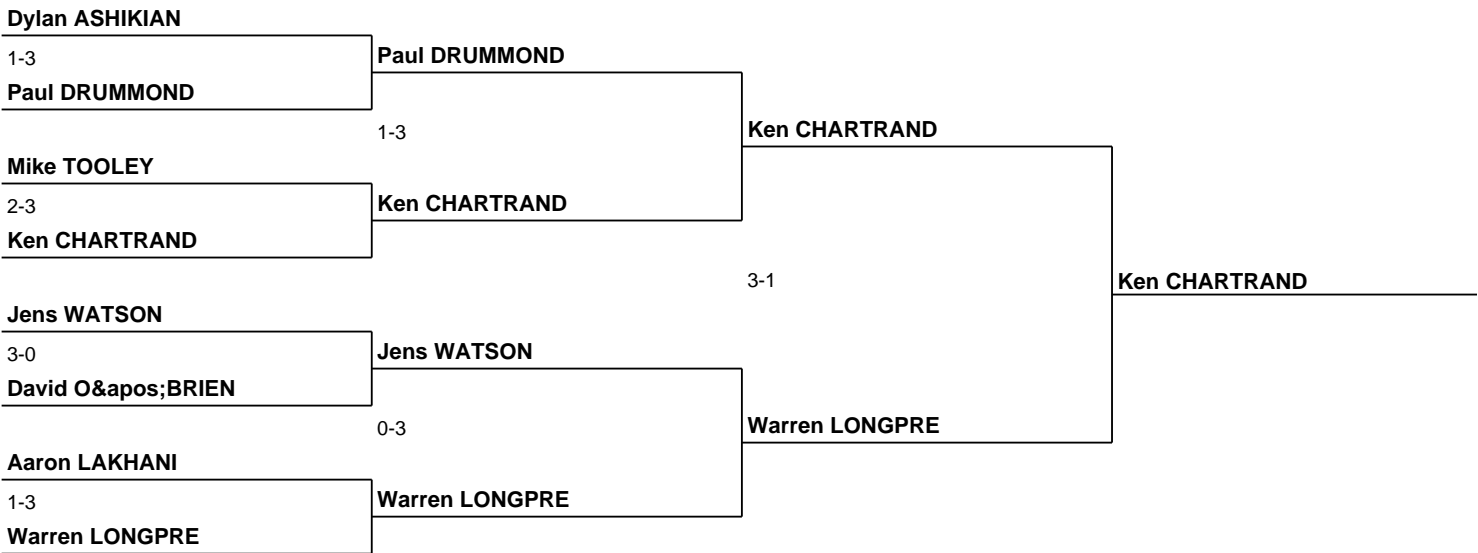 Dylan ASHIKIAN
1-3
Paul DRUMMOND
Paul DRUMMOND
1-3
Ken CHARTRAND
Mike TOOLEY
2-3
Ken CHARTRAND
Ken CHARTRAND
3-1
Ken CHARTRAND
Jens WATSON
3-0
Jens WATSON
David O&apos;BRIEN
0-3
Warren LONGPRE
Aaron LAKHANI
1-3
Warren LONGPRE
Warren LONGPRE